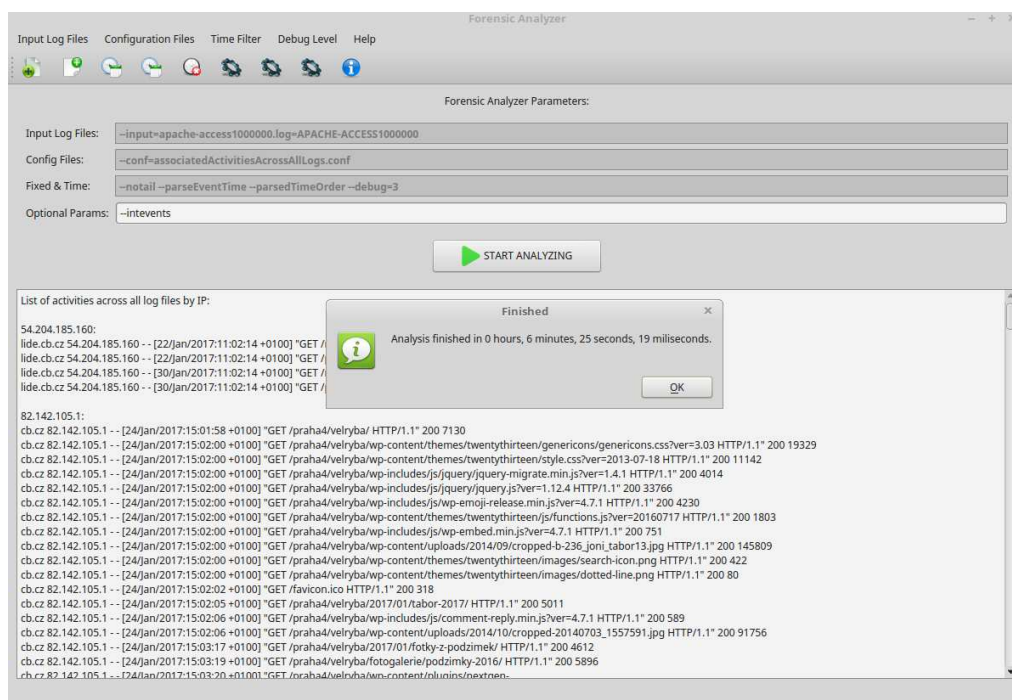 Forensic Analyzer
Input Log Files Configuration Files Time Filter Debug Level Help
Forensic Analyzer Parameters:
Input Log Files: --input=apache-access1000000.log=APACHE-ACCESS1000000
Config Files: --conf=associatedActivitiesAcrossAllLogs.conf
Fixed & Time: --notail --parseEventTime --parsedTimeOrder --debug=3
Optional Params: --intevents
START ANALYZING
List of activities across all log files by IP:
54.204.185.160:
lide.cb.cz 54.204.185.160 - - [22/Jan/2017:11:02:14 +0100] "GET /
lide.cb.cz 54.204.185.160 - - [22/Jan/2017:11:02:14 +0100] "GET /
lide.cb.cz 54.204.185.160 - - [30/Jan/2017:11:02:14 +0100] "GET /
lide.cb.cz 54.204.185.160 - - [30/Jan/2017:11:02:14 +0100] "GET /
Finished
Analysis finished in 0 hours, 6 minutes, 25 seconds, 19 miliseconds.
OK
82.142.105.1:
cb.cz 82.142.105.1 - - [24/Jan/2017:15:01:58 +0100] "GET /praha4/velryba/ HTTP/1.1" 200 7130
cb.cz 82.142.105.1 - - [24/Jan/2017:15:02:00 +0100] "GET /praha4/velryba/wp-content/themes/twentythirteen/genericons/genericons.css?ver=3.03 HTTP/1.1" 200 19329
cb.cz 82.142.105.1 - - [24/Jan/2017:15:02:00 +0100] "GET /praha4/velryba/wp-content/themes/twentythirteen/style.css?ver=2013-07-18 HTTP/1.1" 200 11142
cb.cz 82.142.105.1 - - [24/Jan/2017:15:02:00 +0100] "GET /praha4/velryba/wp-includes/js/jquery/jquery-migrate.min.js?ver=1.4.1 HTTP/1.1" 200 4014
cb.cz 82.142.105.1 - - [24/Jan/2017:15:02:00 +0100] "GET /praha4/velryba/wp-includes/js/jquery/jquery.js?ver=1.12.4 HTTP/1.1" 200 33766
cb.cz 82.142.105.1 - - [24/Jan/2017:15:02:00 +0100] "GET /praha4/velryba/wp-includes/js/wp-emoji-release.min.js?ver=4.7.1 HTTP/1.1" 200 4230
cb.cz 82.142.105.1 - - [24/Jan/2017:15:02:00 +0100] "GET /praha4/velryba/wp-content/themes/twentythirteen/js/functions.js?ver=20160717 HTTP/1.1" 200 1803
cb.cz 82.142.105.1 - - [24/Jan/2017:15:02:00 +0100] "GET /praha4/velryba/wp-includes/js/wp-embed.min.js?ver=4.7.1 HTTP/1.1" 200 751
cb.cz 82.142.105.1 - - [24/Jan/2017:15:02:00 +0100] "GET /praha4/velryba/wp-content/uploads/2014/09/cropped-b-236_joni_tabor13.jpg HTTP/1.1" 200 145809
cb.cz 82.142.105.1 - - [24/Jan/2017:15:02:00 +0100] "GET /praha4/velryba/wp-content/themes/twentythirteen/images/search-icon.png HTTP/1.1" 200 422
cb.cz 82.142.105.1 - - [24/Jan/2017:15:02:00 +0100] "GET /praha4/velryba/wp-content/themes/twentythirteen/images/dotted-line.png HTTP/1.1" 200 80
cb.cz 82.142.105.1 - - [24/Jan/2017:15:02:02 +0100] "GET /favicon.ico HTTP/1.1" 200 318
cb.cz 82.142.105.1 - - [24/Jan/2017:15:02:05 +0100] "GET /praha4/velryba/2017/01/tabor-2017/ HTTP/1.1" 200 5011
cb.cz 82.142.105.1 - - [24/Jan/2017:15:02:06 +0100] "GET /praha4/velryba/wp-includes/js/comment-reply.min.js?ver=4.7.1 HTTP/1.1" 200 589
cb.cz 82.142.105.1 - - [24/Jan/2017:15:02:06 +0100] "GET /praha4/velryba/wp-content/uploads/2014/10/cropped-20140703_1557591.jpg HTTP/1.1" 200 91756
cb.cz 82.142.105.1 - - [24/Jan/2017:15:03:17 +0100] "GET /praha4/velryba/2017/01/fotky-z-podzimek/ HTTP/1.1" 200 4612
cb.cz 82.142.105.1 - - [24/Jan/2017:15:03:19 +0100] "GET /praha4/velryba/fotogalerie/podzimky-2016/ HTTP/1.1" 200 5896
cb.cz 82.142.105.1 - - [24/Jan/2017:15:03:20 +0100] "GET /praha4/velryba/wp-content/plugins/nextgen-